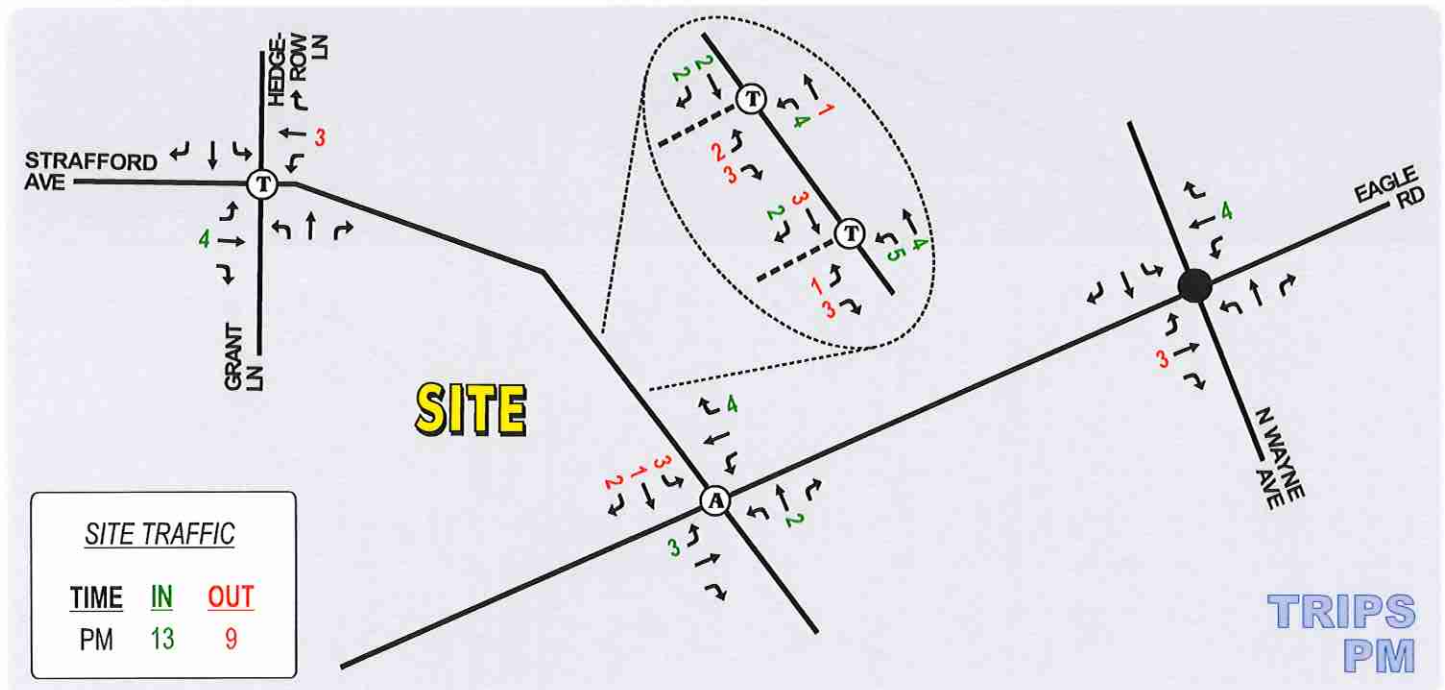 HEDGE-
ROW
LN
STRAFFORD
AVE
T
3
4
GRANT
LN
2 2
T
1
4
2
3
3
2
T
4
5
1
3
EAGLE
RD
4
3
N WAYNE
AVE
SITE
4
3
1
2
A
2
3
SITE TRAFFIC
TIME IN OUT
PM 13 9
TRIPS
PM